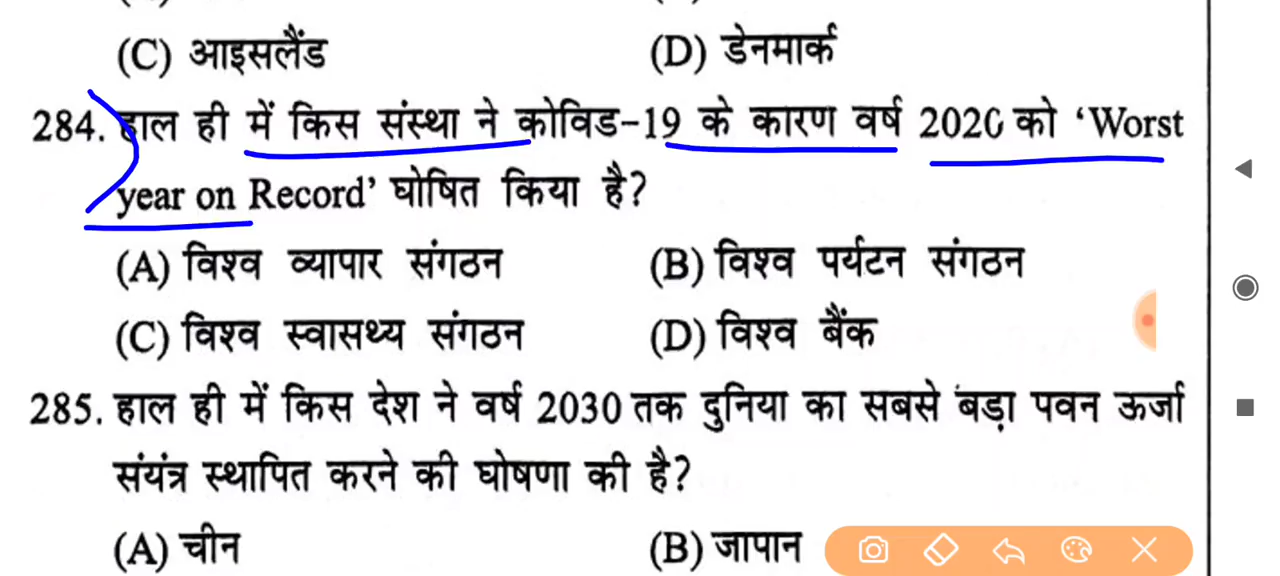 (C) आइसलैंड (D) डेनमार्क
284. हाल ही में किस संस्था ने कोविड-19 के कारण वर्ष 2020 को ‘Worst
year on Record’ घोषित किया है?
(A) विश्व व्यापार संगठन (B) विश्व पर्यटन संगठन
(C) विश्व स्वासथ्य संगठन (D) विश्व बैंक
285. हाल ही में किस देश ने वर्ष 2030 तक दुनिया का सबसे बड़ा पवन ऊर्जा
संयंत्र स्थापित करने की घोषणा की है?
(A) चीन (B) जापान